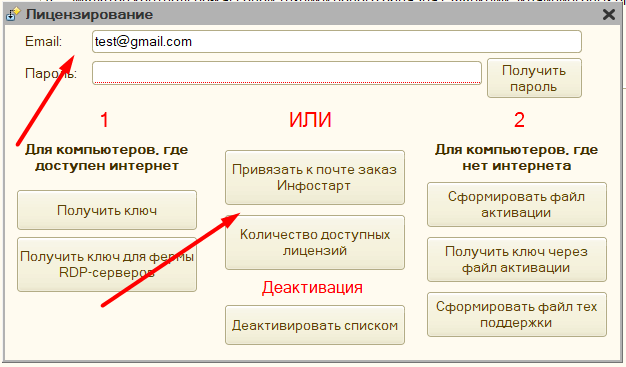 Лицензирование
Email:
test@gmail.com
Пароль:
Получить
пароль
1
ИЛИ
2
Для компьютеров, где
доступен интернет
Получить ключ
Получить ключ для фермы
RDP-серверов
Привязать к почте заказ
Инфостарт
Количество доступных
лицензий
Деактивация
Деактивировать списком
Для компьютеров, где
нет интернета
Сформировать файл
активации
Получить ключ через
файл активации
Сформировать файл тех
поддержки